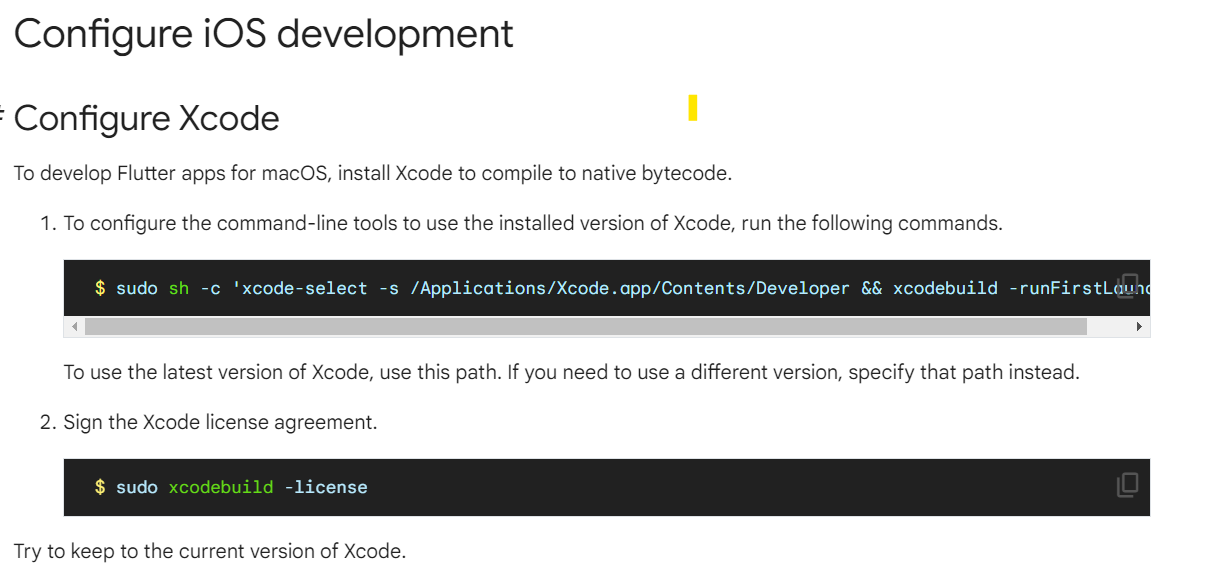 Configure iOS development
Configure Xcode
To develop Flutter apps for macOS, install Xcode to compile to native bytecode.
1. To configure the command-line tools to use the installed version of Xcode, run the following commands.
$ sudo sh -c 'xcode-select -s /Applications/Xcode.app/Contents/Developer && xcodebuild -runFirstLaunc
To use the latest version of Xcode, use this path. If you need to use a different version, specify that path instead.
2. Sign the Xcode license agreement.
$ sudo xcodebuild -license
Try to keep to the current version of Xcode.